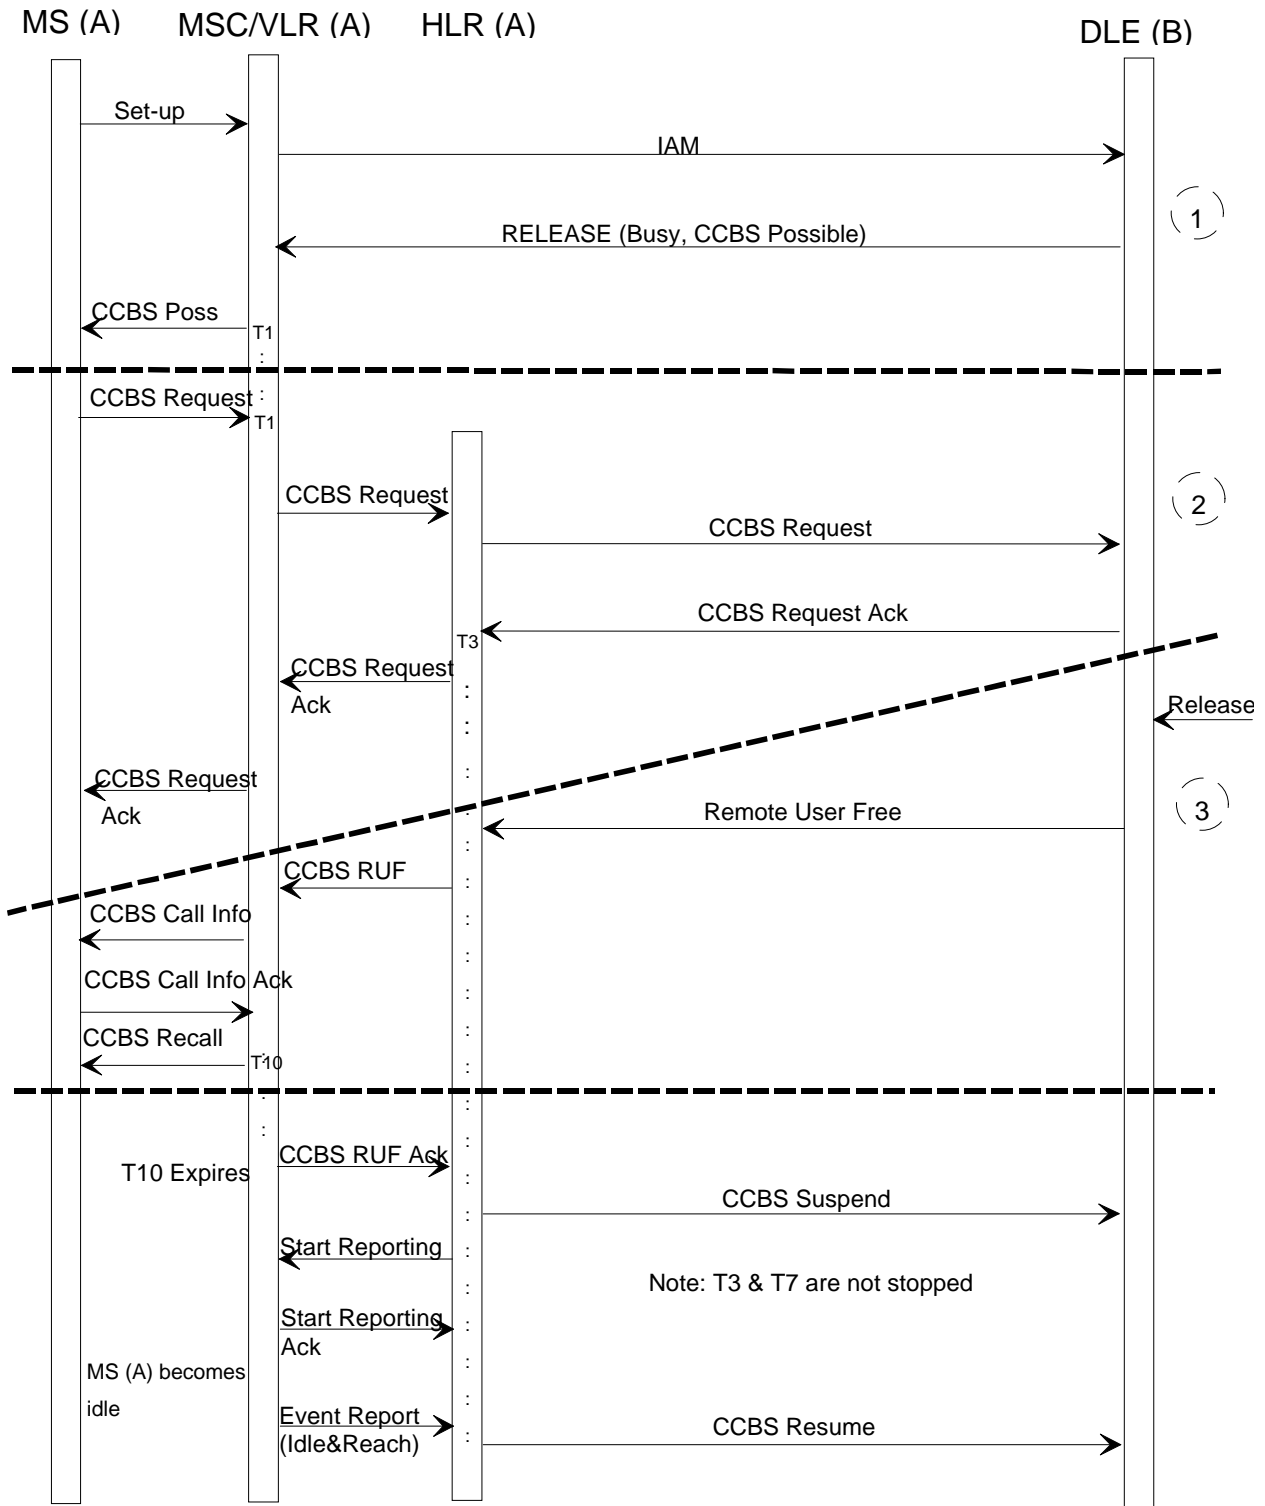 MS (A)
MSC/VLR (A)
HLR (A)
DLE (B)
Set-up
IAM
1
RELEASE (Busy, CCBS Possible)
CCBS Poss
T1
:
:
CCBS Request
T1
CCBS Request
2
CCBS Request
CCBS Request Ack
T3
CCBS Request
Ack
Release
CCBS Request
Ack
Remote User Free
3
CCBS RUF
CCBS Call Info
CCBS Call Info Ack
CCBS Recall
T10
CCBS RUF Ack
T10 Expires
CCBS Suspend
Start Reporting
Note: T3 & T7 are not stopped
Start Reporting
Ack
MS (A) becomes
idle
Event Report
(Idle&Reach)
CCBS Resume